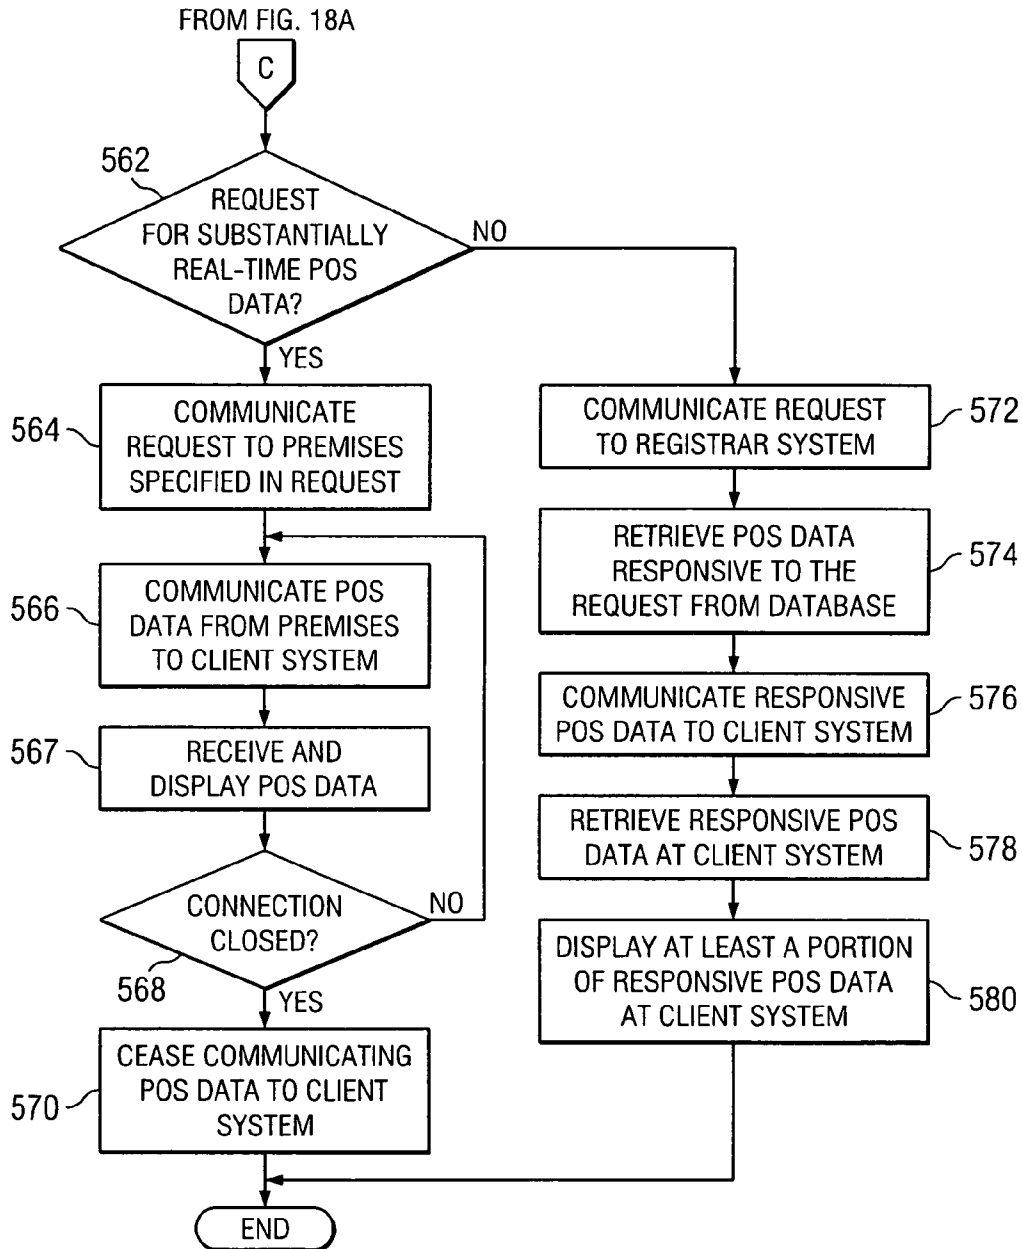 FROM FIG. 18A
C
562
REQUEST
FOR SUBSTANTIALLY
REAL-TIME POS
DATA?
NO
YES
564
COMMUNICATE
REQUEST TO PREMISES
SPECIFIED IN REQUEST
566
COMMUNICATE POS
DATA FROM PREMISES
TO CLIENT SYSTEM
567
RECEIVE AND
DISPLAY POS DATA
CONNECTION
CLOSED?
NO
568
YES
570
CEASE COMMUNICATING
POS DATA TO CLIENT
SYSTEM
COMMUNICATE REQUEST
TO REGISTRAR SYSTEM
572
RETRIEVE POS DATA
RESPONSIVE TO THE
REQUEST FROM DATABASE
574
COMMUNICATE RESPONSIVE
POS DATA TO CLIENT SYSTEM
576
RETRIEVE RESPONSIVE POS
DATA AT CLIENT SYSTEM
578
DISPLAY AT LEAST A PORTION
OF RESPONSIVE POS DATA
AT CLIENT SYSTEM
580
END